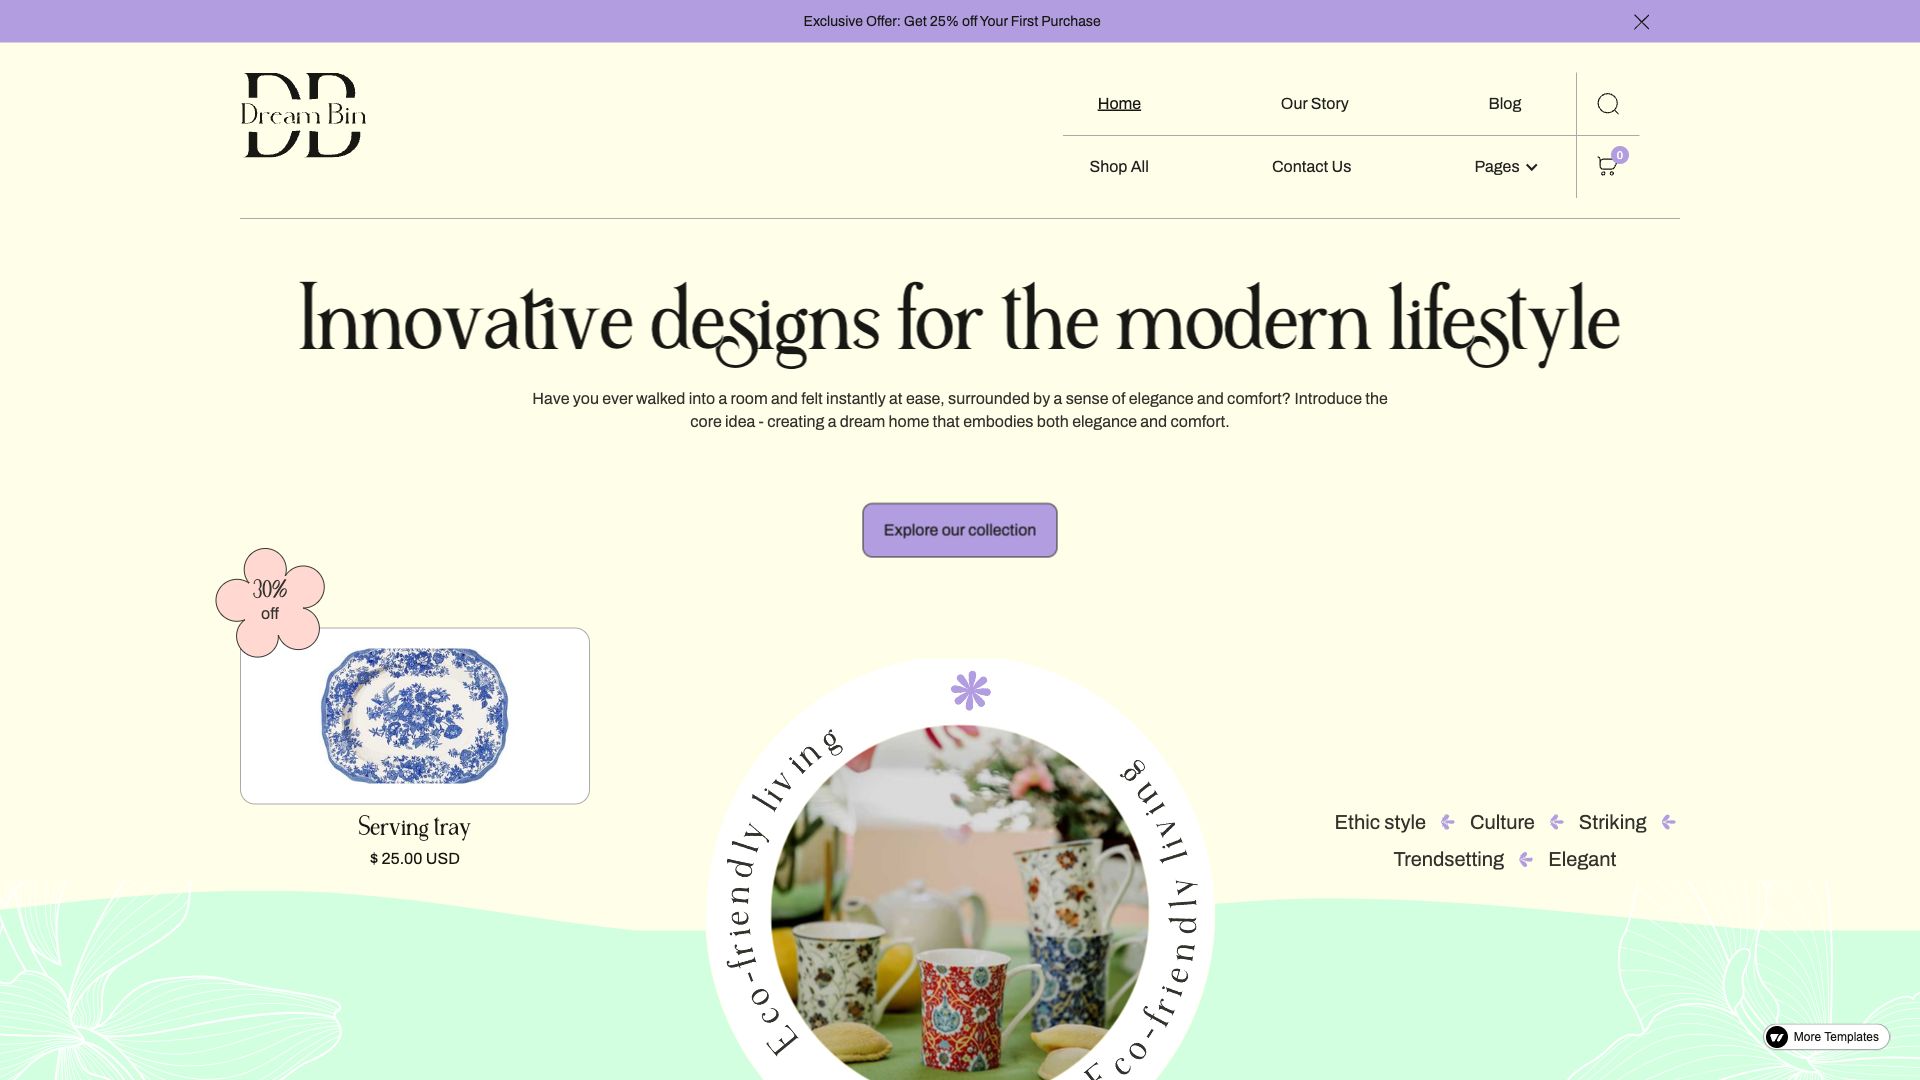 Exclusive Offer: Get 25% off Your First Purchase
DB
Dream Bin
Home
Our Story
Blog
Shop All
Contact Us
Pages
0
Innovative designs for the modern lifestyle
Have you ever walked into a room and felt instantly at ease, surrounded by a sense of elegance and comfort? Introduce the
core idea - creating a dream home that embodies both elegance and comfort.
Explore our collection
30%
off
Serving tray
$ 25.00 USD
Eco-friendly living
Eco-friendly living
Ethic style
Culture
Striking
Trendsetting
Elegant
More Templates